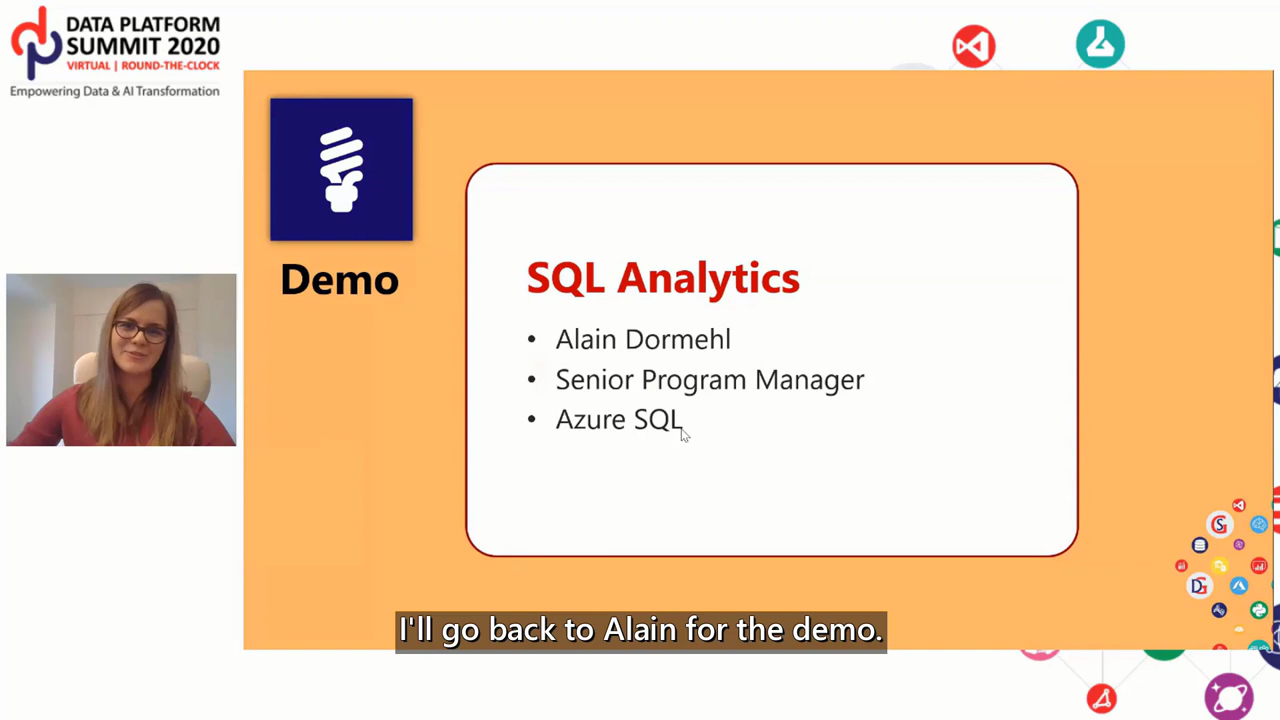 DATA PLATFORM
SUMMIT 2020
VIRTUAL | ROUND-THE-CLOCK
Empowering Data & AI Transformation
Demo
SQL Analytics
• Alain Dormehl
• Senior Program Manager
• Azure SQL
I'll go back to Alain for the demo.